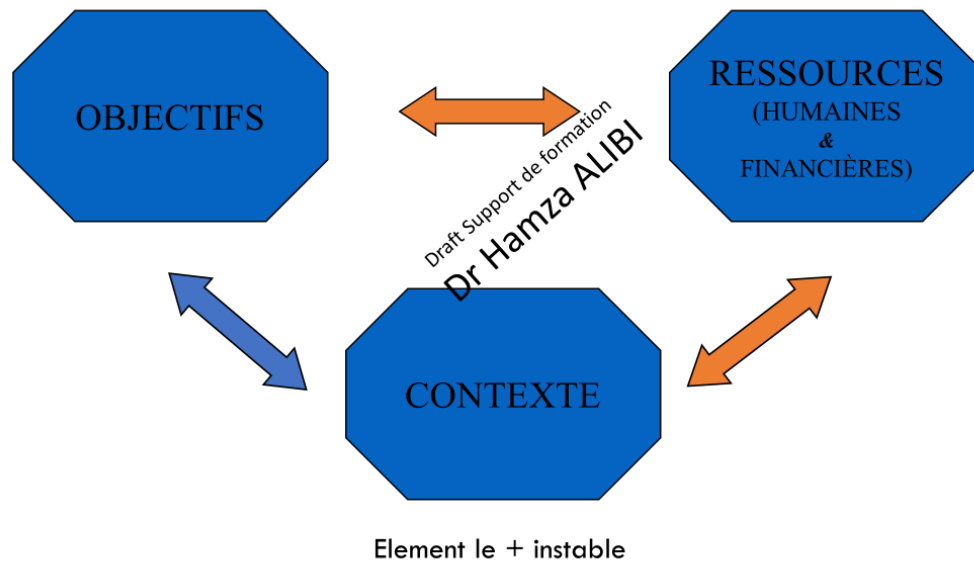 OBJECTIFS
RESSOURCES
(HUMAINES
&
FINANCIÈRES)
Draft Support de formation
Dr Hamza ALIBI
CONTEXTE
Element le + instable